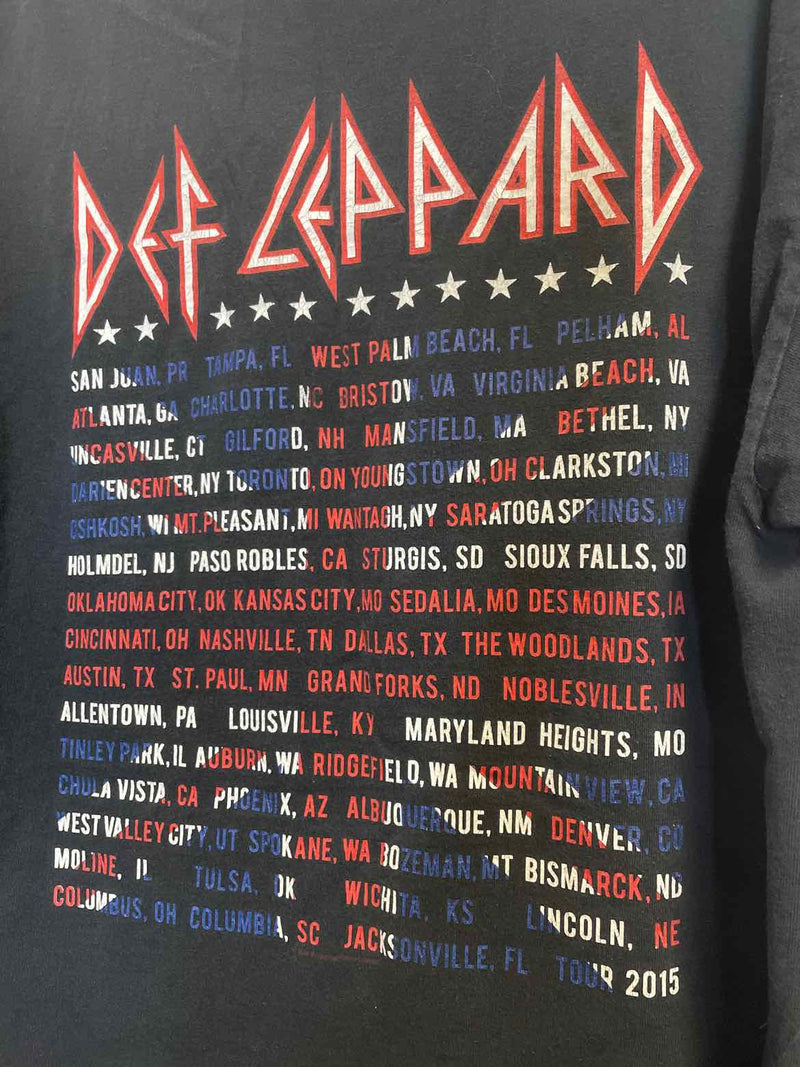 DEF LEPPARD
SAN JUAN, PR TAMPA, FL WEST PALM BEACH, FL PELHAM, AL
ATLANTA, GA CHARLOTTE, NC BRISTOW, VA VIRGINIA BEACH, VA
UNCASVILLE, CT GILFORD, NH MANSFIELD, MA BETHEL, NY
DARIEN CENTER, NY TORONTO, ON YOUNGSTOWN, OH CLARKSTON, MI
OSHKOSH, WI MT. PLEASANT, MI WANTAGH, NY SARATOGA SPRINGS, NY
HOLMDEL, NJ PASO ROBLES, CA STURGIS, SD SIOUX FALLS, SD
OKLAHOMA CITY, OK KANSAS CITY, MO SEDALIA, MO DES MOINES, IA
CINCINNATI, OH NASHVILLE, TN DALLAS, TX THE WOODLANDS, TX
AUSTIN, TX ST. PAUL, MN GRAND FORKS, ND NOBLESVILLE, IN
ALLENTOWN, PA LOUISVILLE, KY MARYLAND HEIGHTS, MO
TINLEY PARK, IL AUBURN, WA RIDGEFIELD, WA MOUNTAIN VIEW, CA
CHULA VISTA, CA PHOENIX, AZ ALBUQUERQUE, NM DENVER, CO
WEST VALLEY CITY, UT SPOKANE, WA BOZEMAN, MT BISMARCK, ND
MOLINE, IL TULSA, OK WICHITA, KS LINCOLN, NE
COLUMBUS, OH COLUMBIA, SC JACKSONVILLE, FL TOUR 2015